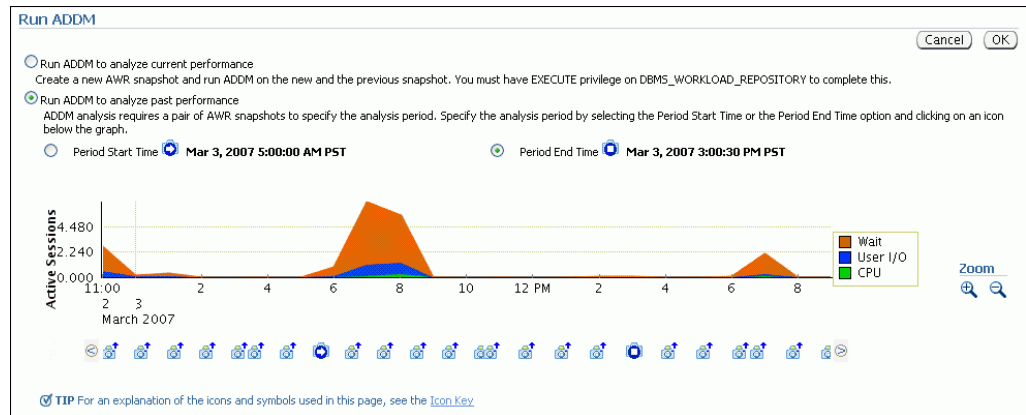 Run ADDM
Cancel OK
Run ADDM to analyze current performance
Create a new AWR snapshot and run ADDM on the new and the previous snapshot. You must have EXECUTE privilege on DBMS_WORKLOAD_REPOSITORY to complete this.
Run ADDM to analyze past performance
ADDM analysis requires a pair of AWR snapshots to specify the analysis period. Specify the analysis period by selecting the Period Start Time or the Period End Time option and clicking on an icon
below the graph.
Period Start Time Mar 3, 2007 5:00:00 AM PST Period End Time Mar 3, 2007 3:00:30 PM PST
Active Sessions
4.480
2.240
0.000
11:00 2 4 6 8 10 12 PM 2 4 6 8
2 3
March 2007
Wait
User I/O
CPU
Zoom
TIP For an explanation of the icons and symbols used in this page, see the Icon Key